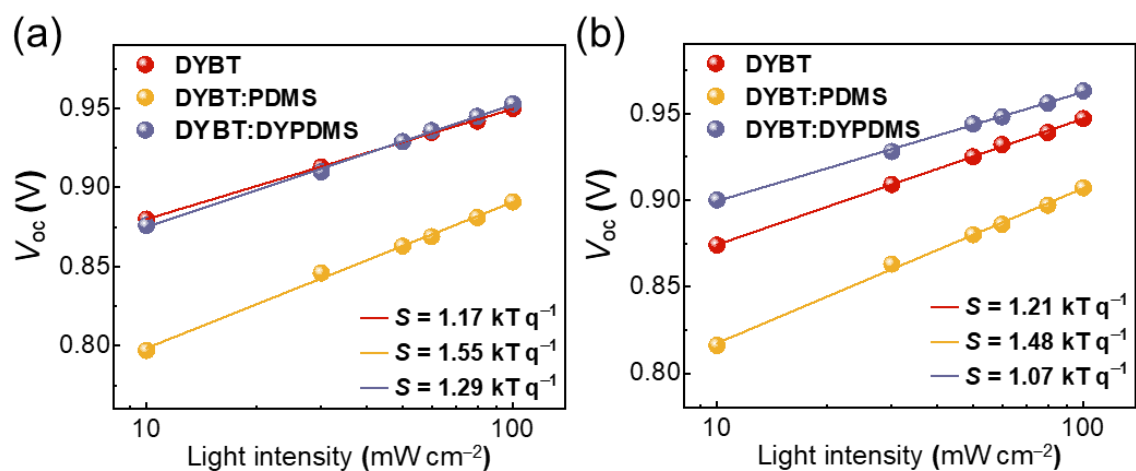 (a)
DYBT
DYBT:PDMS
DYBT:DYPDMS
0.95
0.90
0.85
0.80
Voc (V)
S = 1.17 kT q⁻¹
S = 1.55 kT q⁻¹
S = 1.29 kT q⁻¹
10
100
Light intensity (mW cm⁻²)
(b)
DYBT
DYBT:PDMS
DYBT:DYPDMS
0.95
0.90
0.85
0.80
Voc (V)
S = 1.21 kT q⁻¹
S = 1.48 kT q⁻¹
S = 1.07 kT q⁻¹
10
100
Light intensity (mW cm⁻²)